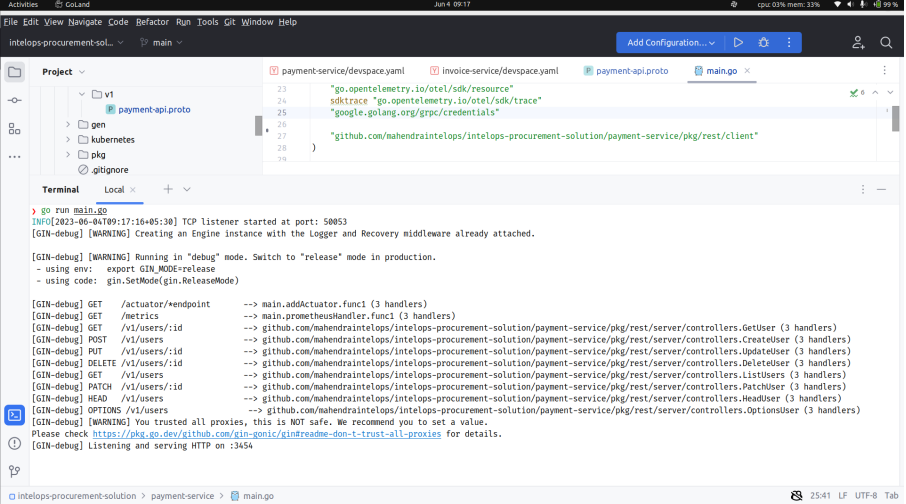 Activities GoLand Jun 4 09:17 cpu: 03% mem: 33% 99 %
File Edit View Navigate Code Refactor Run Tools Git Window Help
intelops-procurement-sol... main Add Configuration...
Project
payment-service/devspace.yaml invoice-service/devspace.yaml payment-api.proto main.go
v1
payment-api.proto
gen
kubernetes
pkg
.gitignore
23 "go.opentelemetry.io/otel/sdk/resource"
24 sdktrace "go.opentelemetry.io/otel/sdk/trace"
25 "google.golang.org/grpc/credentials"
26
27 "github.com/mahendraintelops/intelops-procurement-solution/payment-service/pkg/rest/client"
28 )
29
6
Terminal Local
❯ go run main.go
INFO[2023-06-04T09:17:16+05:30] TCP listener started at port: 50053
[GIN-debug] [WARNING] Creating an Engine instance with the Logger and Recovery middleware already attached.
[GIN-debug] [WARNING] Running in "debug" mode. Switch to "release" mode in production.
- using env: export GIN_MODE=release
- using code: gin.SetMode(gin.ReleaseMode)
[GIN-debug] GET /actuator/*endpoint --> main.addActuator.func1 (3 handlers)
[GIN-debug] GET /metrics --> main.prometheusHandler.func1 (3 handlers)
[GIN-debug] GET /v1/users/:id --> github.com/mahendraintelops/intelops-procurement-solution/payment-service/pkg/rest/server/controllers.GetUser (3 handlers)
[GIN-debug] POST /v1/users --> github.com/mahendraintelops/intelops-procurement-solution/payment-service/pkg/rest/server/controllers.CreateUser (3 handlers)
[GIN-debug] PUT /v1/users/:id --> github.com/mahendraintelops/intelops-procurement-solution/payment-service/pkg/rest/server/controllers.UpdateUser (3 handlers)
[GIN-debug] DELETE /v1/users/:id --> github.com/mahendraintelops/intelops-procurement-solution/payment-service/pkg/rest/server/controllers.DeleteUser (3 handlers)
[GIN-debug] GET /v1/users --> github.com/mahendraintelops/intelops-procurement-solution/payment-service/pkg/rest/server/controllers.ListUsers (3 handlers)
[GIN-debug] PATCH /v1/users/:id --> github.com/mahendraintelops/intelops-procurement-solution/payment-service/pkg/rest/server/controllers.PatchUser (3 handlers)
[GIN-debug] HEAD /v1/users --> github.com/mahendraintelops/intelops-procurement-solution/payment-service/pkg/rest/server/controllers.HeadUser (3 handlers)
[GIN-debug] OPTIONS /v1/users --> github.com/mahendraintelops/intelops-procurement-solution/payment-service/pkg/rest/server/controllers.OptionsUser (3 handlers)
[GIN-debug] [WARNING] You trusted all proxies, this is NOT safe. We recommend you to set a value.
Please check https://pkg.go.dev/github.com/gin-gonic/gin#readme-don-t-trust-all-proxies for details.
[GIN-debug] Listening and serving HTTP on :3454
intelops-procurement-solution > payment-service > main.go 25:41 LF UTF-8 Tab